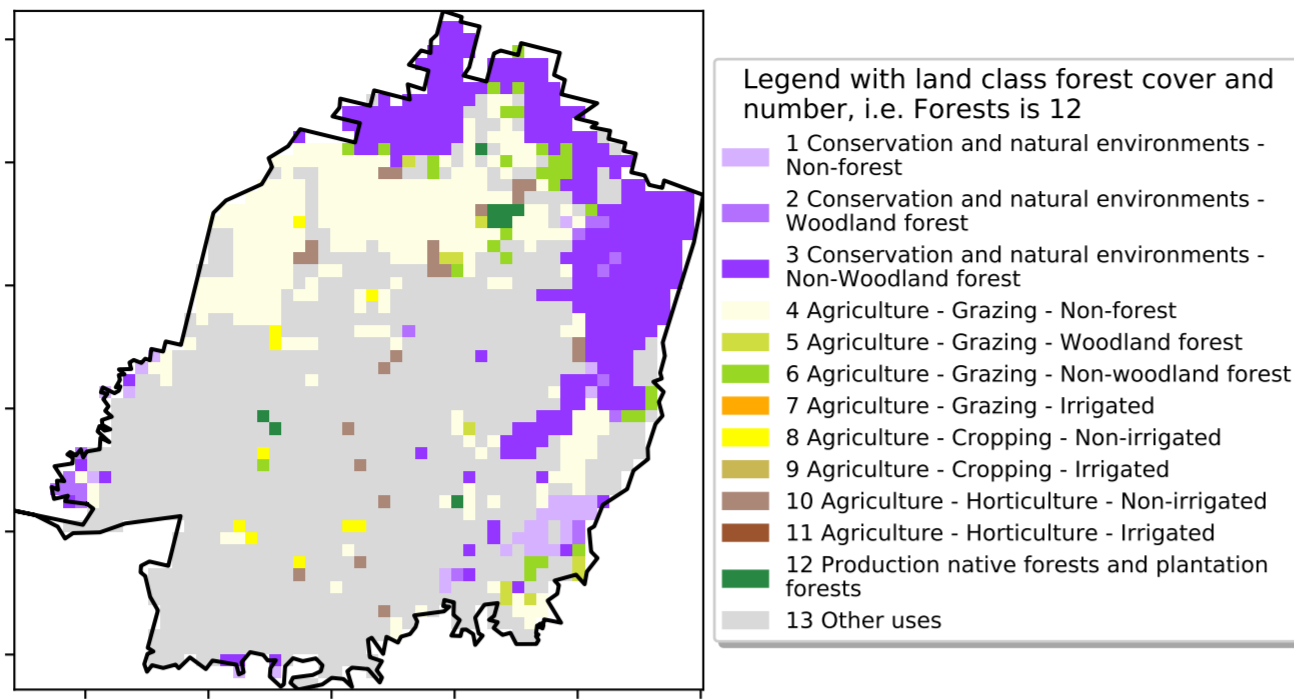 Legend with land class forest cover and
number, i.e. Forests is 12
1 Conservation and natural environments -
Non-forest
2 Conservation and natural environments -
Woodland forest
3 Conservation and natural environments -
Non-Woodland forest
4 Agriculture - Grazing - Non-forest
5 Agriculture - Grazing - Woodland forest
6 Agriculture - Grazing - Non-woodland forest
7 Agriculture - Grazing - Irrigated
8 Agriculture - Cropping - Non-irrigated
9 Agriculture - Cropping - Irrigated
10 Agriculture - Horticulture - Non-irrigated
11 Agriculture - Horticulture - Irrigated
12 Production native forests and plantation
forests
13 Other uses